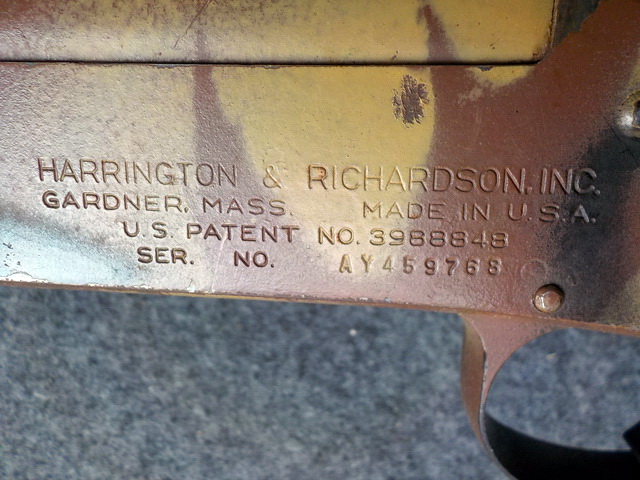 HARRINGTON & RICHARDSON, INC.
GARDNER, MASS. MADE IN U.S.A.
U.S. PATENT NO. 3988848
SER. NO. AY459768